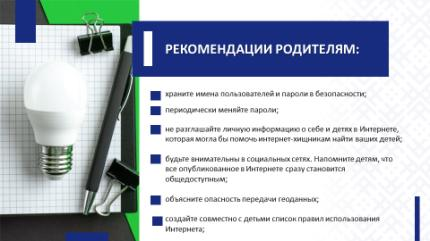 РЕКОМЕНДАЦИИ РОДИТЕЛЯМ:
храните имена пользователей и пароли в безопасности;
периодически меняйте пароли;
не разглашайте личную информацию о себе и детях в Интернете,
которая могла бы помочь интернет-хищникам найти ваших детей;
будьте внимательны в социальных сетях. Напомните детям, что
все опубликованное в Интернете сразу становится
общедоступным;
объясните опасность передачи геоданных;
создайте совместно с детьми список правил использования
Интернета;